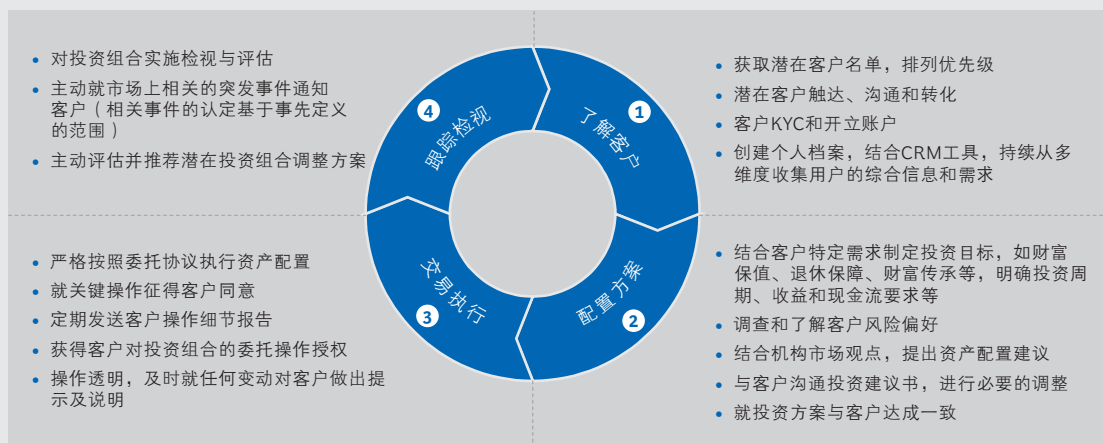 对投资组合实施检视与评估
主动就市场上相关的突发事件通知
客户（相关事件的认定基于事先定义
的范围）
主动评估并推荐潜在投资组合调整方案
4
跟踪检视
1
了解客户
获取潜在客户名单，排列优先级
潜在客户触达、沟通和转化
客户KYC和开立账户
创建个人档案，结合CRM工具，持续从多
维度收集用户的综合信息和需求
严格按照委托协议执行资产配置
就关键操作征得客户同意
定期发送客户操作细节报告
获得客户对投资组合的委托操作授权
操作透明，及时就任何变动对客户做出提
示及说明
交易执行
3
配置方案
2
结合客户特定需求制定投资目标，如财富
保值、退休保障、财富传承等，明确投资周
期、收益和现金流要求等
调查和了解客户风险偏好
结合机构市场观点，提出资产配置建议
与客户沟通投资建议书，进行必要的调整
就投资方案与客户达成一致